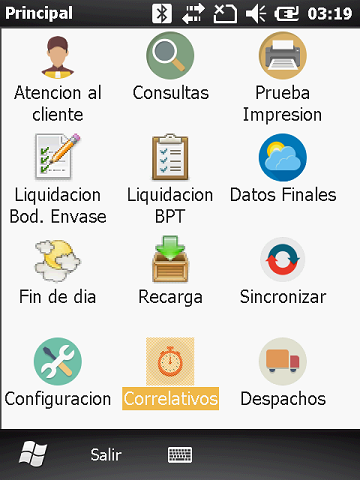 Principal 03:19
Atencion al
cliente
Consultas
Prueba
Impresion
Liquidacion
Bod. Envase
Liquidacion
BPT
Datos Finales
Fin de dia
Recarga
Sincronizar
Configuracion
Correlativos
Despachos
Salir